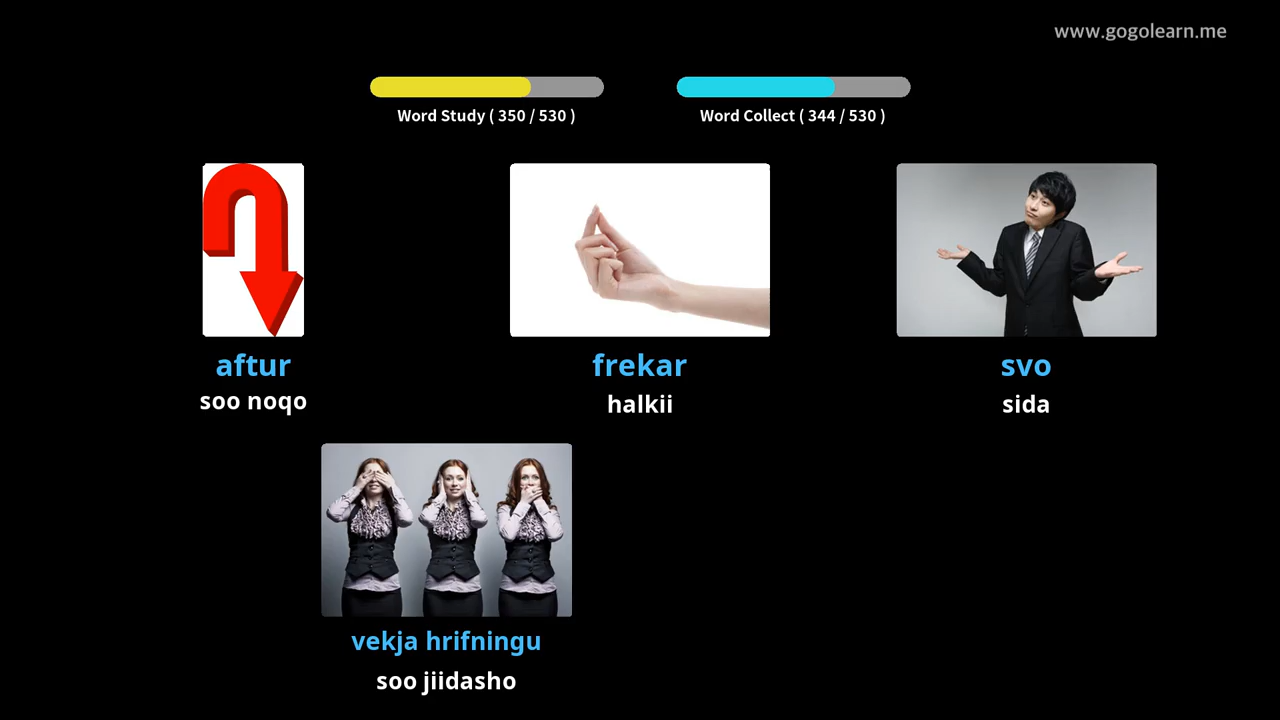 www.gogolearn.me
Word Study ( 350 / 530 )
Word Collect ( 344 / 530 )
aftur
soo noqo
frekar
halkii
svo
sida
vekja hrifningu
soo jiidasho